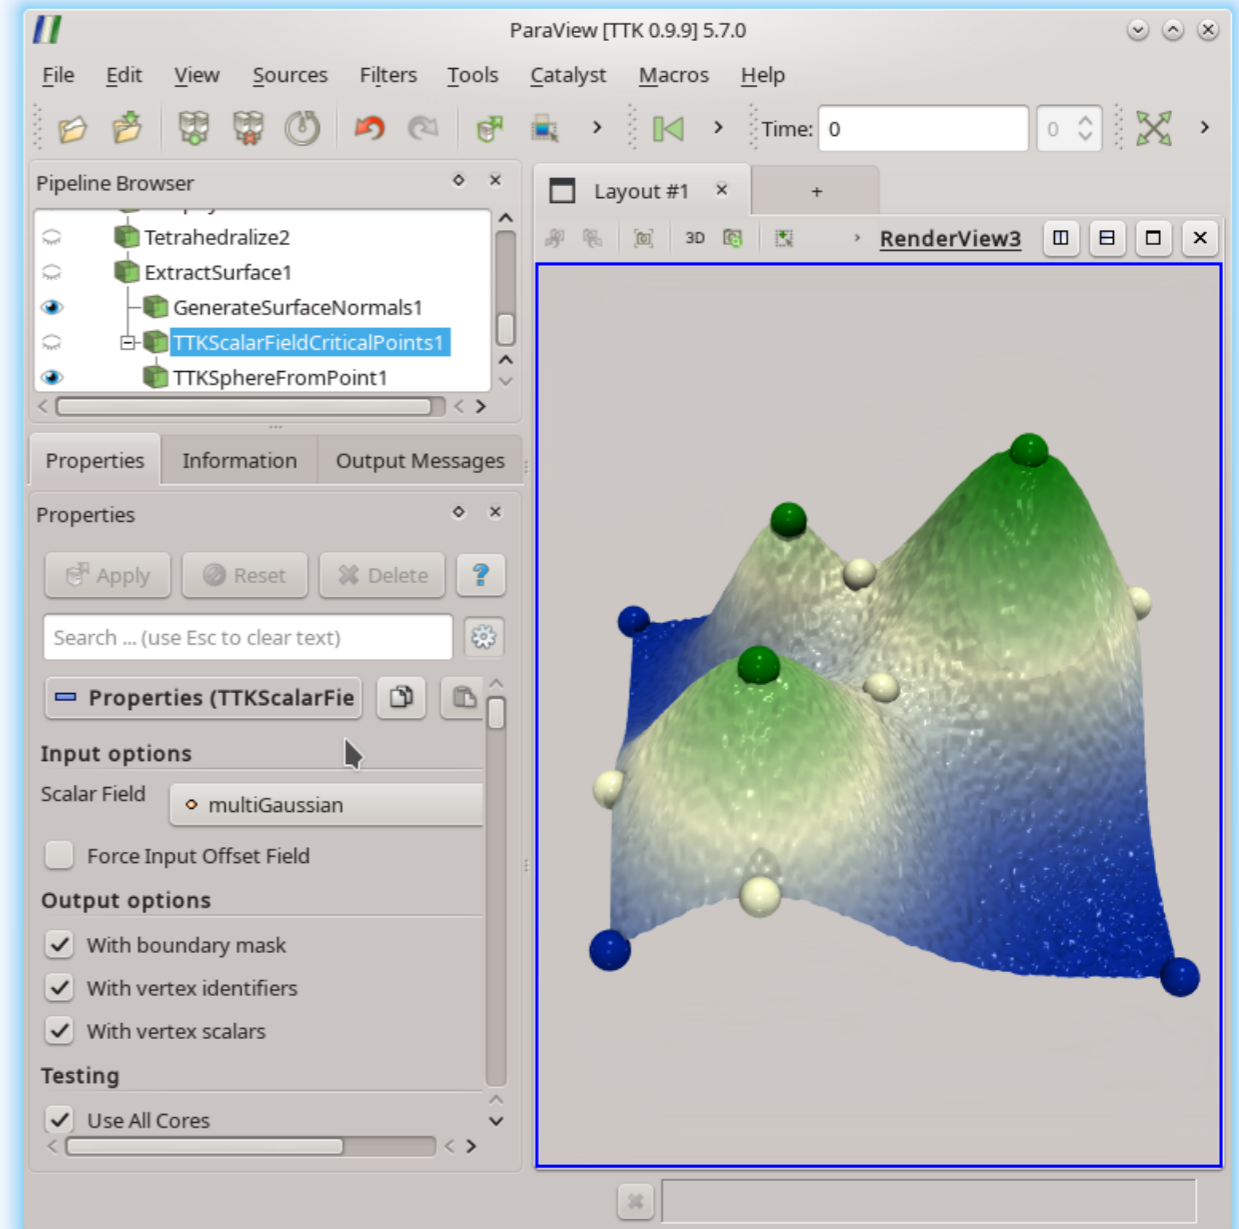 ParaView [TTK 0.9.9] 5.7.0
File Edit View Sources Filters Tools Catalyst Macros Help
Time: 0 0
Pipeline Browser
Layout #1 +
Tetrahedralize2
3D RenderView3
ExtractSurface1
GenerateSurfaceNormals1
TTKScalarFieldCriticalPoints1
TTKSphereFromPoint1
Properties Information Output Messages
Properties
Apply Reset Delete ?
Search ... (use Esc to clear text)
Properties (TTKScalarFie
Input options
Scalar Field multiGaussian
Force Input Offset Field
Output options
With boundary mask
With vertex identifiers
With vertex scalars
Testing
Use All Cores